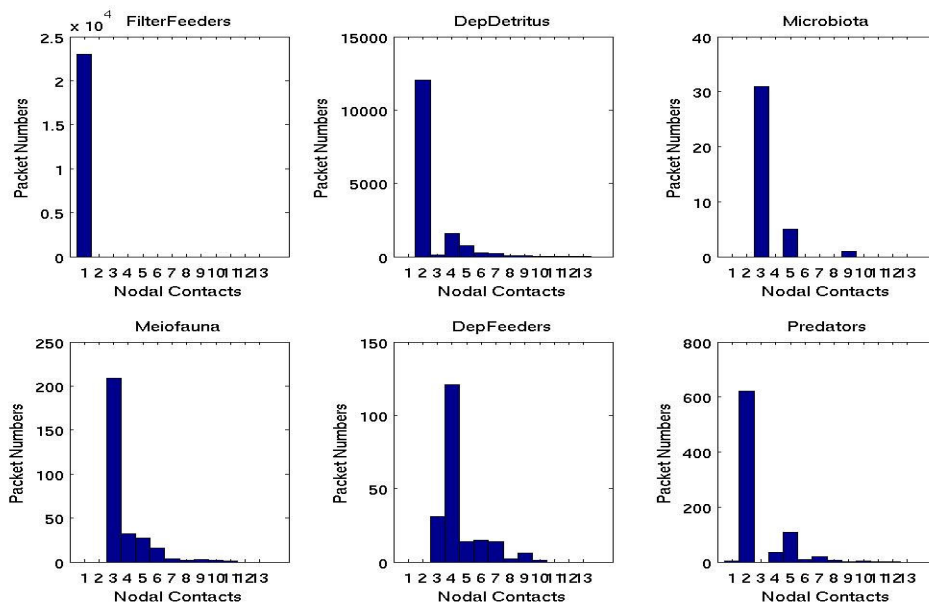 FilterFeeders
× 10⁴
2.5
2
1.5
1
0.5
0
Packet Numbers
1 2 3 4 5 6 7 8 9 10 11 12 13
Nodal Contacts
DepDetritus
15000
10000
5000
0
Packet Numbers
1 2 3 4 5 6 7 8 9 10 11 12 13
Nodal Contacts
Microbiota
40
30
20
10
0
Packet Numbers
1 2 3 4 5 6 7 8 9 10 11 12 13
Nodal Contacts
Meiofauna
250
200
150
100
50
0
Packet Numbers
1 2 3 4 5 6 7 8 9 10 11 12 13
Nodal Contacts
DepFeeders
150
100
50
0
Packet Numbers
1 2 3 4 5 6 7 8 9 10 11 12 13
Nodal Contacts
Predators
800
600
400
200
0
Packet Numbers
1 2 3 4 5 6 7 8 9 10 11 12 13
Nodal Contacts